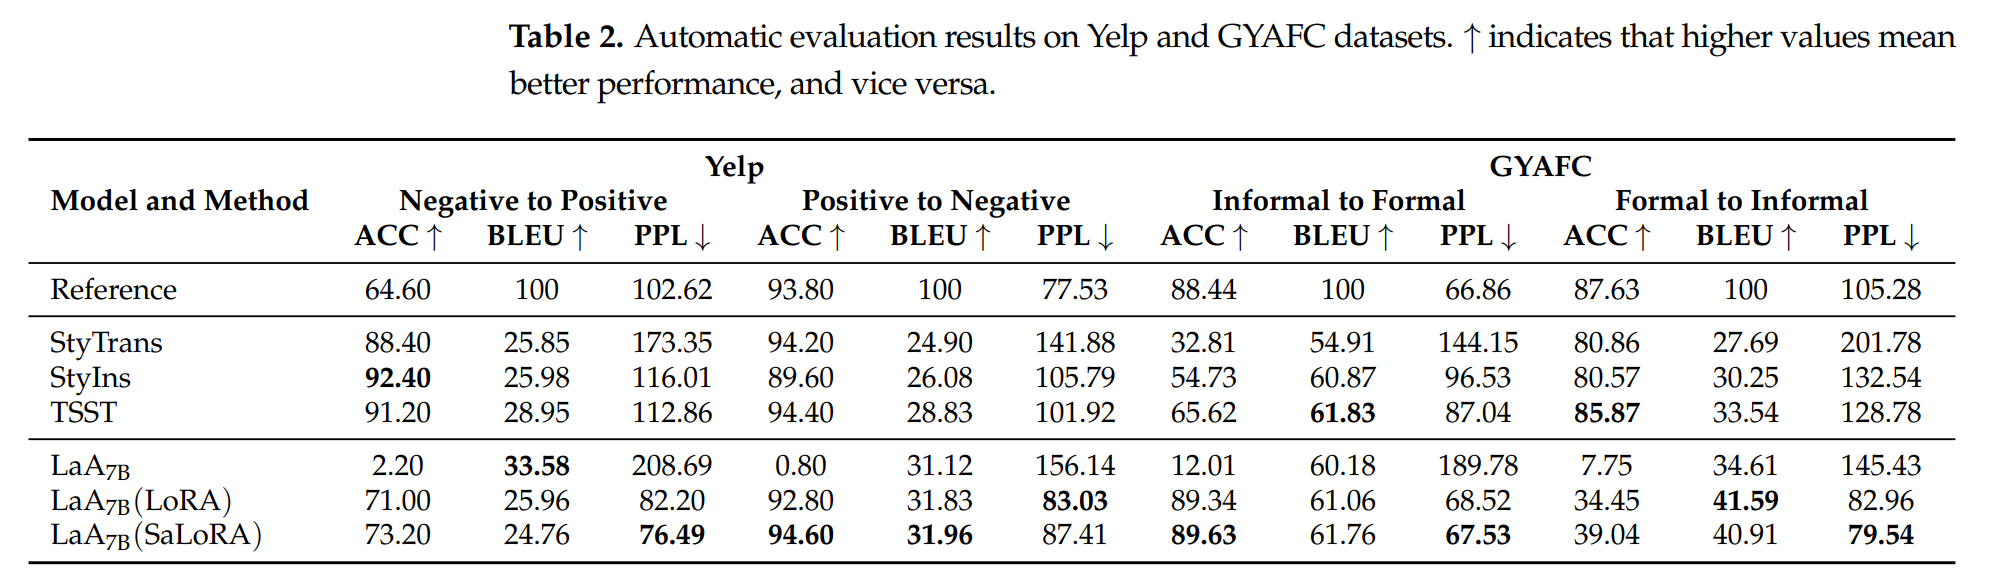 Table 2. Automatic evaluation results on Yelp and GYAFC datasets. ↑ indicates that higher values mean
better performance, and vice versa.
Yelp GYAFC
Model and Method Negative to Positive Positive to Negative Informal to Formal Formal to Informal
ACC ↑ BLEU ↑ PPL ↓ ACC ↑ BLEU ↑ PPL ↓ ACC ↑ BLEU ↑ PPL ↓ ACC ↑ BLEU ↑ PPL ↓
Reference 64.60 100 102.62 93.80 100 77.53 88.44 100 66.86 87.63 100 105.28
StyTrans 88.40 25.85 173.35 94.20 24.90 141.88 32.81 54.91 144.15 80.86 27.69 201.78
StyIns 92.40 25.98 116.01 89.60 26.08 105.79 54.73 60.87 96.53 80.57 30.25 132.54
TSST 91.20 28.95 112.86 94.40 28.83 101.92 65.62 61.83 87.04 85.87 33.54 128.78
LaA7B 2.20 33.58 208.69 0.80 31.12 156.14 12.01 60.18 189.78 7.75 34.61 145.43
LaA7B(LoRA) 71.00 25.96 82.20 92.80 31.83 83.03 89.34 61.06 68.52 34.45 41.59 82.96
LaA7B(SaLoRA) 73.20 24.76 76.49 94.60 31.96 87.41 89.63 61.76 67.53 39.04 40.91 79.54